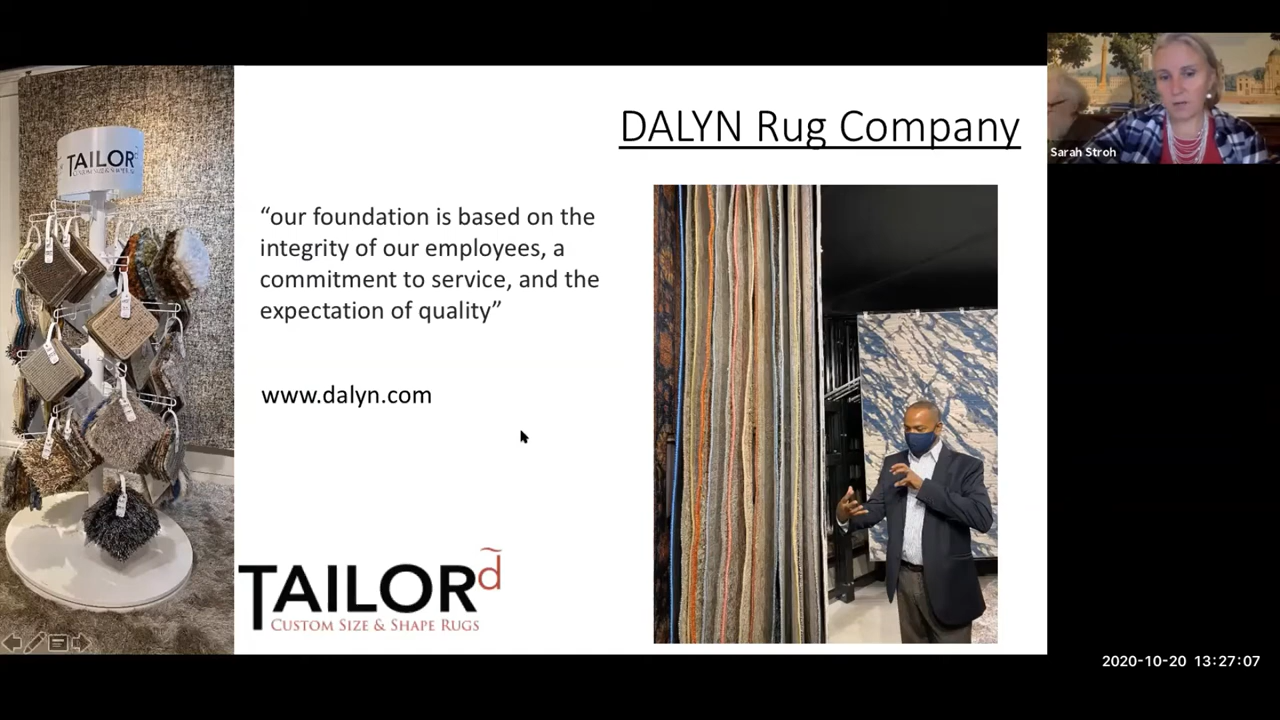 DALYN Rug Company
Sarah Stroh
TAILOR
“our foundation is based on the
integrity of our employees, a
commitment to service, and the
expectation of quality”
www.dalyn.com
TAILORd̃
CUSTOM SIZE & SHAPE RUGS
2020-10-20 13:27:07